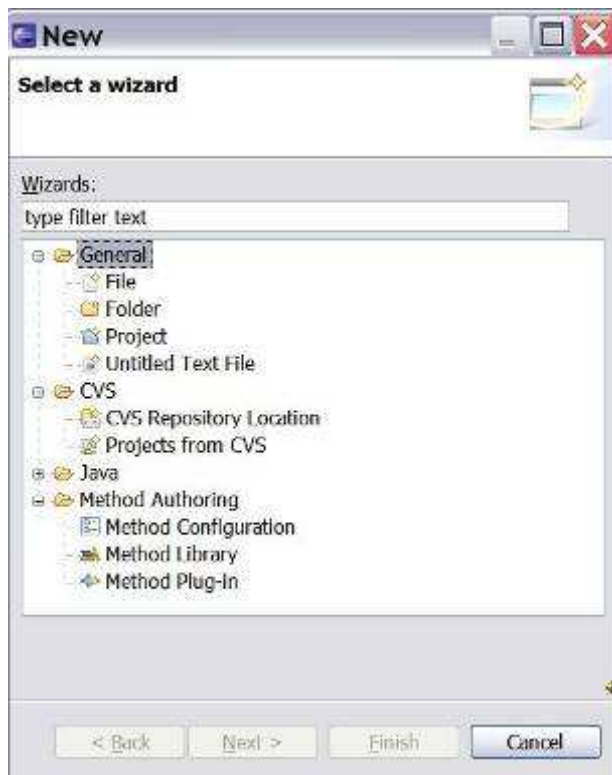 New
Select a wizard
Wizards:
type filter text
General
File
Folder
Project
Untitled Text File
CVS
CVS Repository Location
Projects from CVS
Java
Method Authoring
Method Configuration
Method Library
Method Plug-in
< Back Next > Finish Cancel